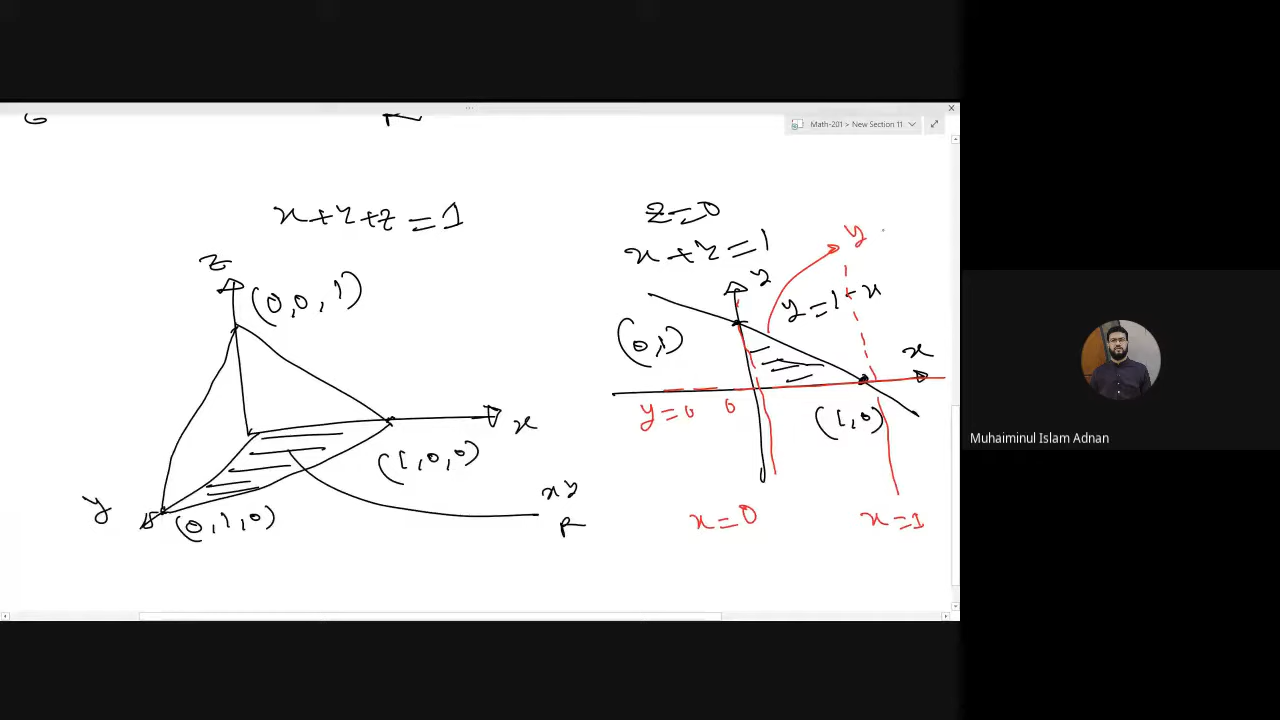 Math-201 > New Section 11
x+y+z=1
z=0
x+y=1
z
(0,0,1)
x
(1,0,0)
y
(0,1,0)
xy
R
y
y
y=1-x
(0,1)
x
y=0
0
(1,0)
x=0
x=1
Muhaiminul Islam Adnan